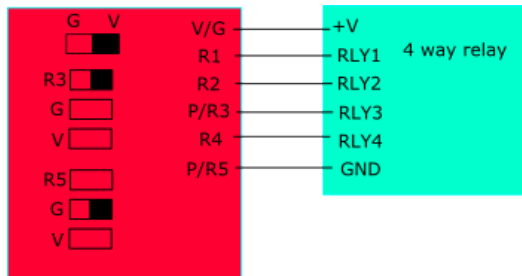 G V
R3
G
V
R5
G
V
V/G
R1
R2
P/R3
R4
P/R5
+V
RLY1
RLY2
RLY3
RLY4
GND
4 way relay